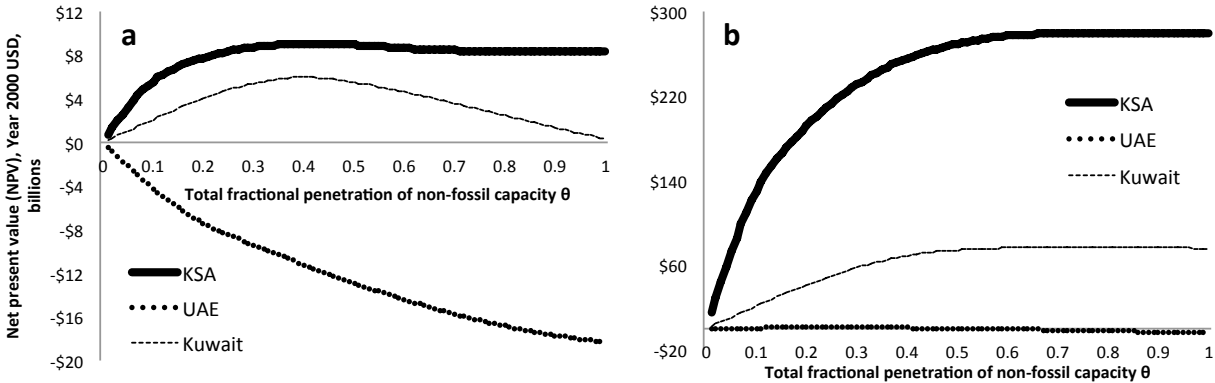 a
Net present value (NPV), Year 2000 USD,
billions
$12
$8
$4
$0
-$4
-$8
-$12
-$16
-$20
0 0.1 0.2 0.3 0.4 0.5 0.6 0.7 0.8 0.9 1
Total fractional penetration of non-fossil capacity θ
KSA
UAE
Kuwait
b
$300
$220
$140
$60
-$20
KSA
UAE
Kuwait
0 0.1 0.2 0.3 0.4 0.5 0.6 0.7 0.8 0.9 1
Total fractional penetration of non-fossil capacity θ